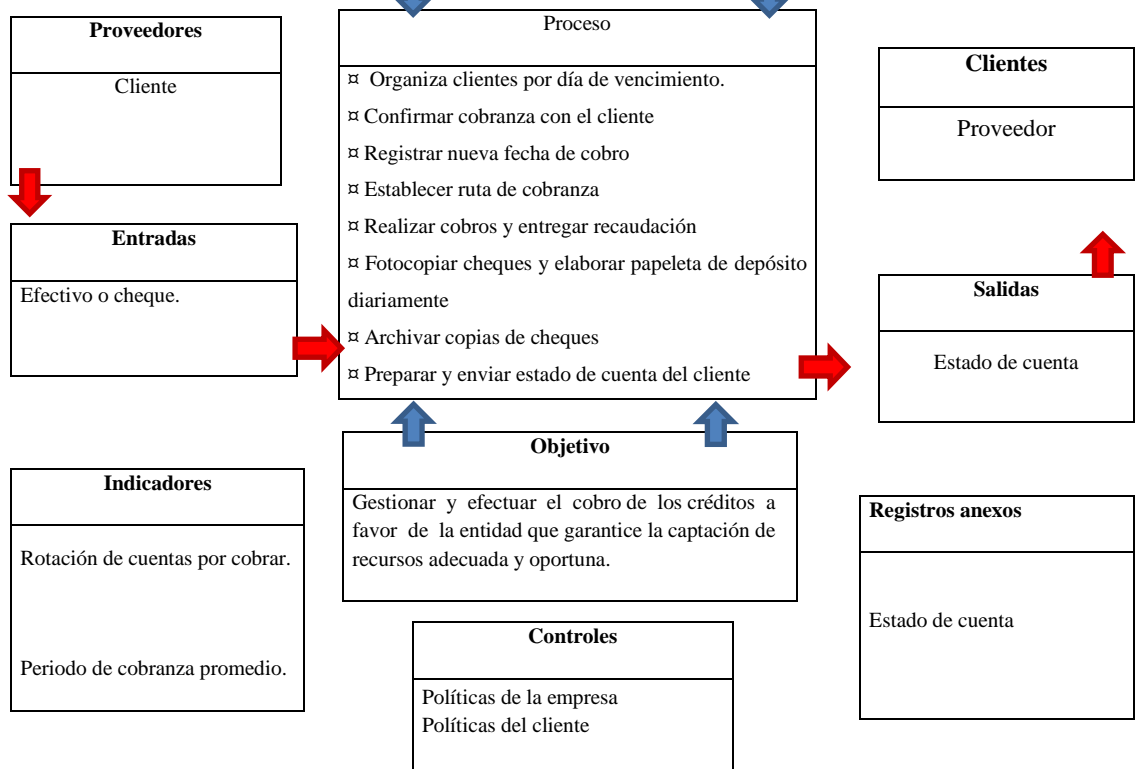 Proveedores
Cliente
Proceso
¤ Organiza clientes por día de vencimiento.
¤ Confirmar cobranza con el cliente
¤ Registrar nueva fecha de cobro
¤ Establecer ruta de cobranza
¤ Realizar cobros y entregar recaudación
¤ Fotocopiar cheques y elaborar papeleta de depósito
diariamente
¤ Archivar copias de cheques
¤ Preparar y enviar estado de cuenta del cliente
Clientes
Proveedor
Entradas
Efectivo o cheque.
Salidas
Estado de cuenta
Indicadores
Rotación de cuentas por cobrar.
Periodo de cobranza promedio.
Objetivo
Gestionar y efectuar el cobro de los créditos a
favor de la entidad que garantice la captación de
recursos adecuada y oportuna.
Registros anexos
Estado de cuenta
Controles
Políticas de la empresa
Políticas del cliente